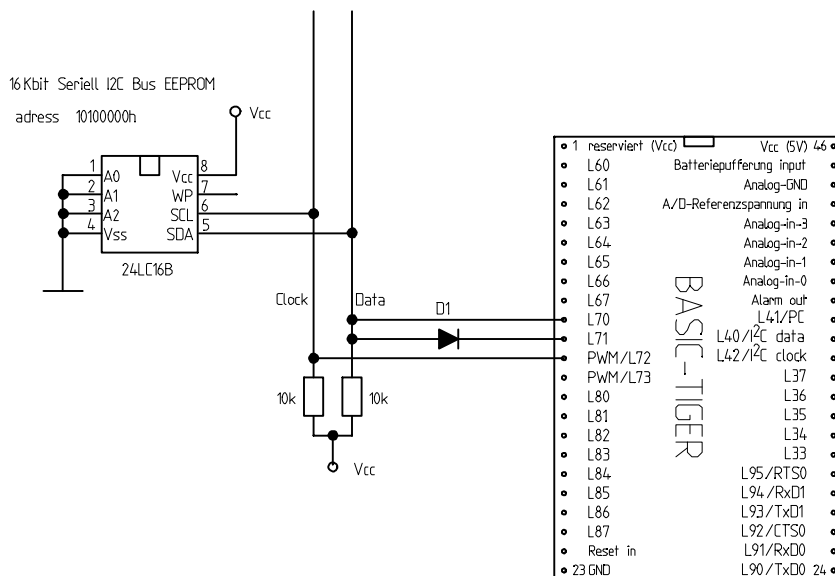 16Kbit Seriell I2C Bus EEPROM
adress 10100000h
Vcc
1 A0
2 A1
3 A2
4 Vss
Vcc 8
WP 7
SCL 6
SDA 5
24LC16B
Clock
Data
D1
10k
10k
Vcc
1 reserviert (Vcc)
L60
L61
L62
L63
L64
L65
L66
L67
L70
L71
PWM/L72
PWM/L73
L80
L81
L82
L83
L84
L85
L86
L87
Reset in
23 GND
BASIC-TIGER
Vcc (5V) 46
Batteriepufferung input
Analog-GND
A/D-Referenzspannung in
Analog-in-3
Analog-in-2
Analog-in-1
Analog-in-0
Alarm out
L41/PC
L40/I²C data
L42/I²C clock
L37
L36
L35
L34
L33
L95/RTS0
L94/RxD1
L93/TxD1
L92/CTS0
L91/RxD0
L90/TxD0 24